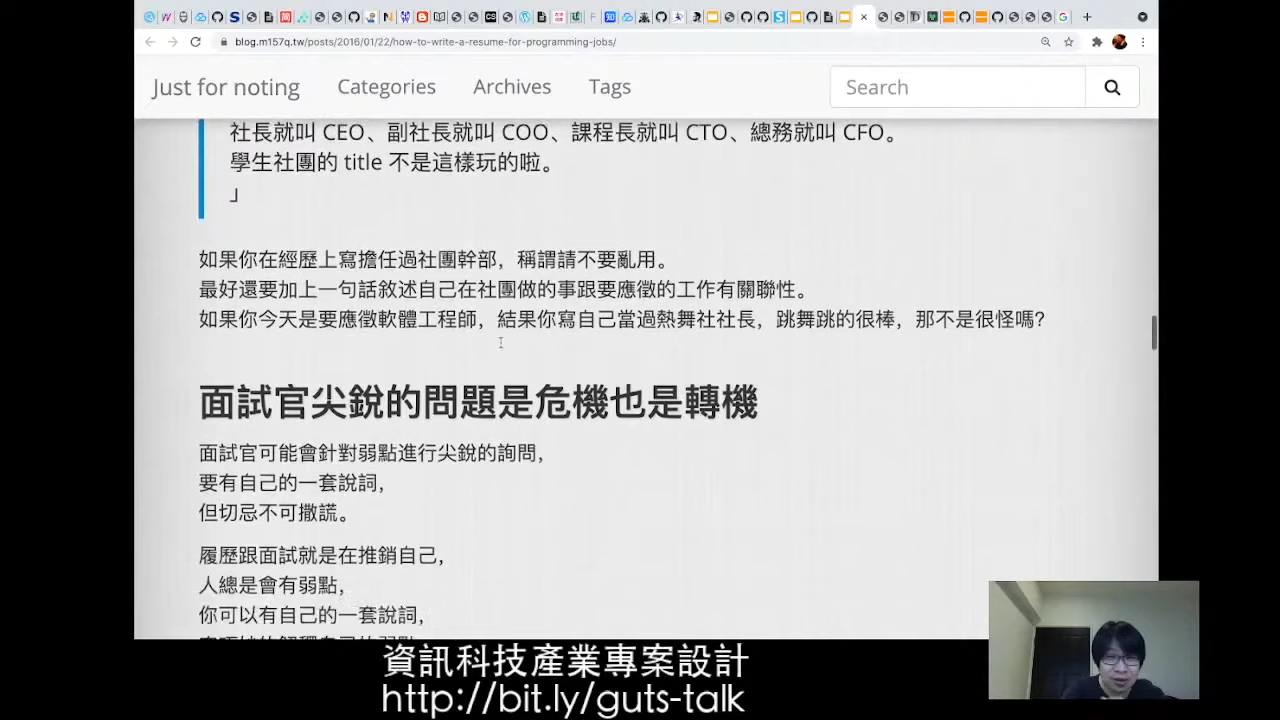 blog.m157q.tw/posts/2016/01/22/how-to-write-a-resume-for-programming-jobs/
Just for noting Categories Archives Tags Search
社長就叫 CEO、副社長就叫 COO、課程長就叫 CTO、總務就叫 CFO。
學生社團的 title 不是這樣玩的啦。
」
如果你在經歷上寫擔任過社團幹部，稱謂請不要亂用。
最好還要加上一句話敘述自己在社團做的事跟要應徵的工作有關聯性。
如果你今天是要應徵軟體工程師，結果你寫自己當過熱舞社社長，跳舞跳的很棒，那不是很怪嗎?
面試官尖銳的問題是危機也是轉機
面試官可能會針對弱點進行尖銳的詢問，
要有自己的一套說詞，
但切忌不可撒謊。
履歷跟面試就是在推銷自己，
人總是會有弱點，
你可以有自己的一套說詞，
資訊科技產業專案設計
http://bit.ly/guts-talk